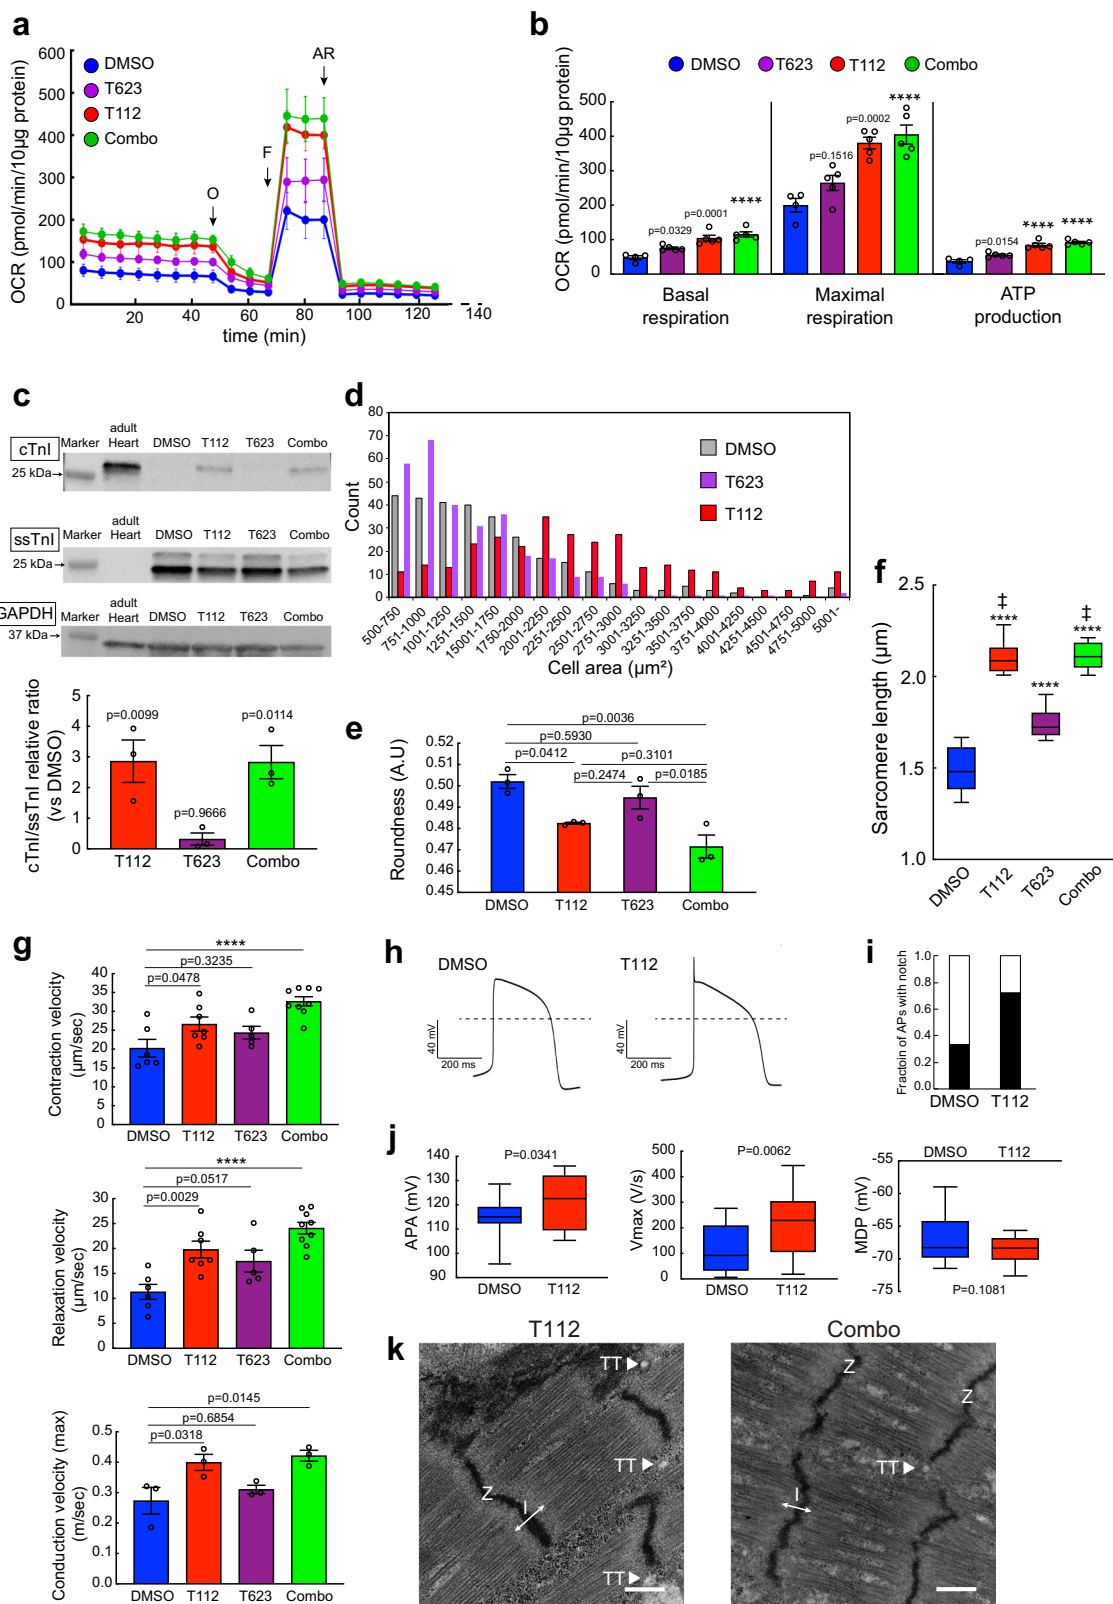 a
600
500
400
300
200
100
0
OCR (pmol/min/10µg protein)
DMSO
T623
T112
Combo
O
F
AR
20
40
60
80
100
120
140
time (min)
b
DMSO
T623
T112
Combo
500
400
300
200
100
0
OCR (pmol/min/10µg protein)
p=0.0329
p=0.0001
****
p=0.1516
p=0.0002
****
p=0.0154
****
****
Basal respiration
Maximal respiration
ATP production
c
cTnI
Marker
adult Heart
DMSO
T112
T623
Combo
25 kDa
ssTnI
Marker
adult Heart
DMSO
T112
T623
Combo
25 kDa
GAPDH
Marker
adult Heart
DMSO
T112
T623
Combo
37 kDa
5
4
3
2
1
0
cTnI/ssTnI relative ratio
(vs DMSO)
p=0.0099
p=0.9666
p=0.0114
T112
T623
Combo
d
80
70
60
50
40
30
20
10
0
Count
DMSO
T623
T112
500-750
751-1000
1001-1250
1251-1500
15001-1750
1750-2000
2001-2250
2251-2500
2501-2750
2751-3000
3001-3250
3251-3500
3501-3750
3751-4000
4001-4250
4251-4500
4501-4750
4751-5000
5001-
Cell area (µm²)
e
p=0.0036
p=0.5930
p=0.0412
p=0.3101
p=0.2474
p=0.0185
0.52
0.51
0.50
0.49
0.48
0.47
0.46
0.45
Roundness (A.U)
DMSO
T112
T623
Combo
f
2.5
2.0
1.5
1.0
Sarcomere length (µm)
‡
****
****
‡
****
DMSO
T112
T623
Combo
g
****
p=0.3235
p=0.0478
40
35
30
25
20
15
10
5
0
Contraction velocity
(µm/sec)
DMSO
T112
T623
Combo
****
p=0.0517
p=0.0029
30
25
20
15
10
5
0
Relaxation velocity
(µm/sec)
DMSO
T112
T623
Combo
p=0.0145
p=0.6854
p=0.0318
0.4
0.3
0.2
0.1
0.0
Conduction velocity (max)
(m/sec)
DMSO
T112
T623
Combo
h
DMSO
40 mV
200 ms
T112
40 mV
200 ms
i
1.0
0.8
0.6
0.4
0.2
0
Fractoin of APs with notch
DMSO
T112
j
140
130
120
110
100
90
APA (mV)
P=0.0341
DMSO
T112
500
400
300
200
100
0
Vmax (V/s)
P=0.0062
DMSO
T112
-55
-65
-70
-75
MDP (mV)
DMSO
T112
P=0.1081
k
T112
TT
TT
Z
I
TT
Combo
Z
Z
TT
I